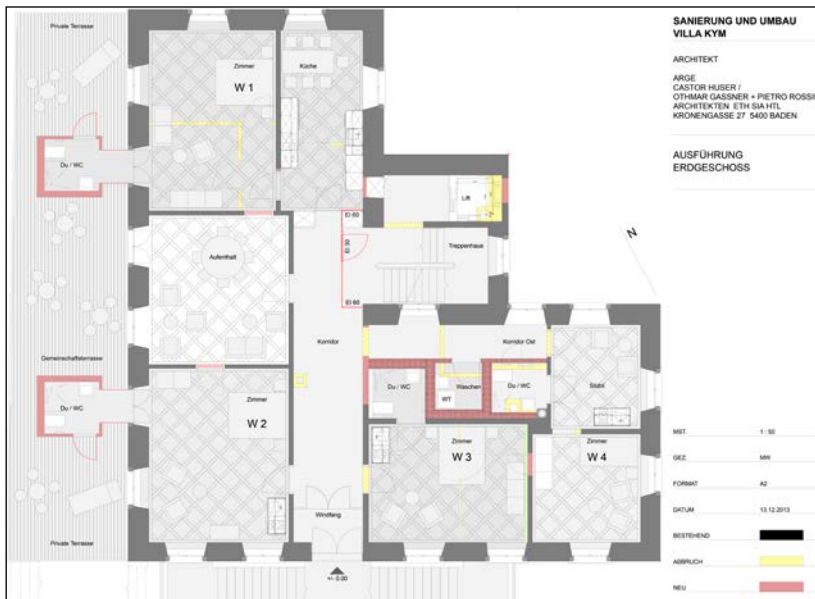 Private Terrasse
Zimmer
W 1
Küche
Du / WC
Lift
EI 60
EI 30
Treppenhaus
EI 60
Aufenthalt
Korridor
Korridor Ost
Gemeinschaftsterrasse
Du / WC
Zimmer
W 2
Du / WC
Waschen
WT
Du / WC
Stübli
Zimmer
W 3
Zimmer
W 4
Windfang
Private Terrasse
+/- 0.00
N
SANIERUNG UND UMBAU
VILLA KYM
ARCHITEKT
ARGE
CASTOR HUSER /
OTHMAR GASSNER + PIETRO ROSSI
ARCHITEKTEN ETH SIA HTL
KRONENGASSE 27 5400 BADEN
AUSFÜHRUNG
ERDGESCHOSS
MST. 1 : 50
GEZ. MW
FORMAT A2
DATUM 13.12.2013
BESTEHEND
ABBRUCH
NEU